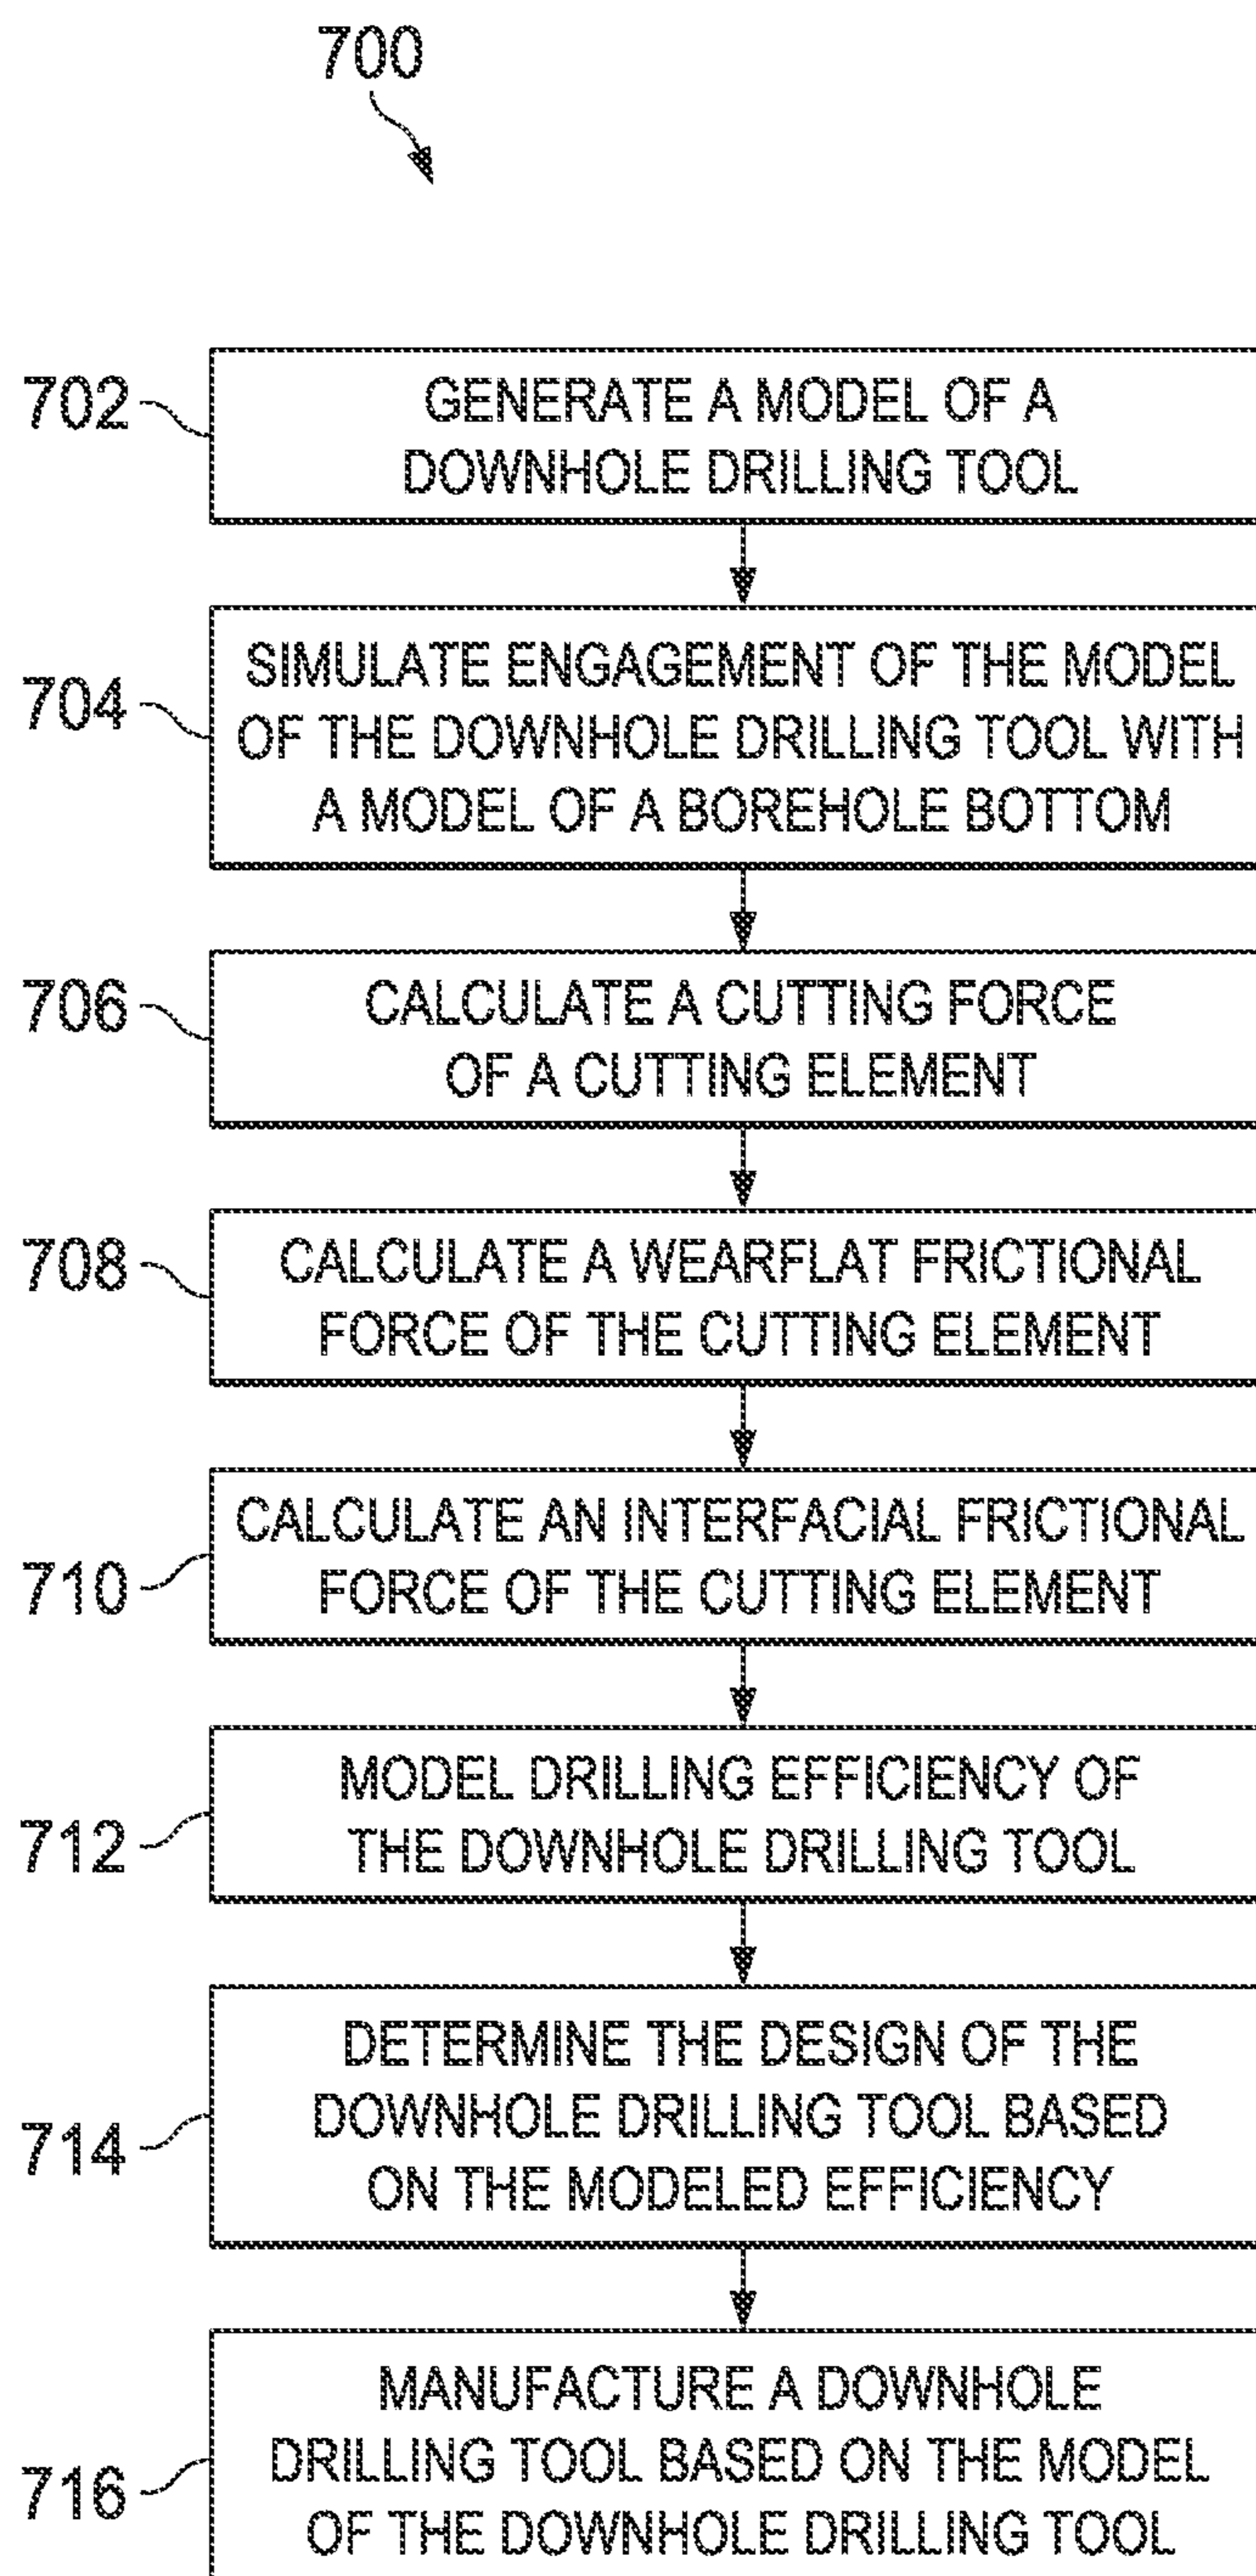 700
702
GENERATE A MODEL OF A
DOWNHOLE DRILLING TOOL
704
SIMULATE ENGAGEMENT OF THE MODEL
OF THE DOWNHOLE DRILLING TOOL WITH
A MODEL OF A BOREHOLE BOTTOM
706
CALCULATE A CUTTING FORCE
OF A CUTTING ELEMENT
708
CALCULATE A WEARFLAT FRICTIONAL
FORCE OF THE CUTTING ELEMENT
710
CALCULATE AN INTERFACIAL FRICTIONAL
FORCE OF THE CUTTING ELEMENT
712
MODEL DRILLING EFFICIENCY OF
THE DOWNHOLE DRILLING TOOL
714
DETERMINE THE DESIGN OF THE
DOWNHOLE DRILLING TOOL BASED
ON THE MODELED EFFICIENCY
716
MANUFACTURE A DOWNHOLE
DRILLING TOOL BASED ON THE MODEL
OF THE DOWNHOLE DRILLING TOOL